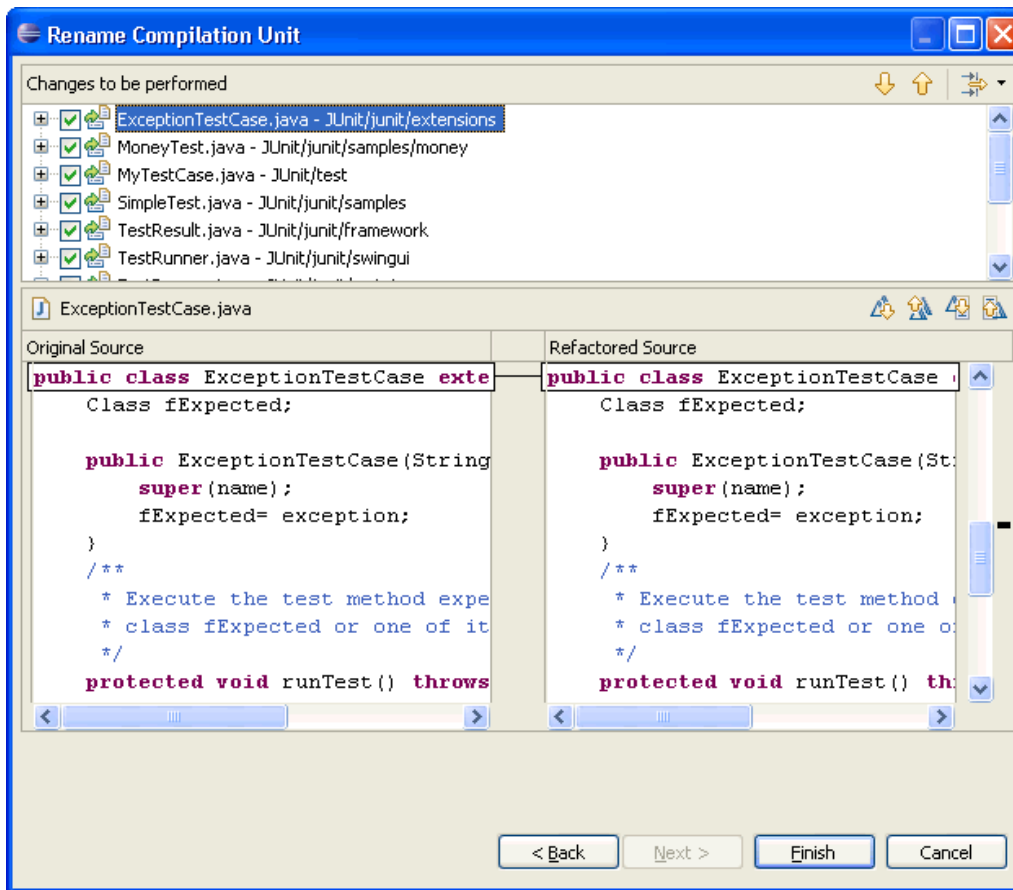 Rename Compilation Unit
Changes to be performed
ExceptionTestCase.java - JUnit/junit/extensions
MoneyTest.java - JUnit/junit/samples/money
MyTestCase.java - JUnit/test
SimpleTest.java - JUnit/junit/samples
TestResult.java - JUnit/junit/framework
TestRunner.java - JUnit/junit/swingui
ExceptionTestCase.java
Original Source
public class ExceptionTestCase exte
Class fExpected;
public ExceptionTestCase(String
super(name);
fExpected= exception;
}
/**
* Execute the test method expe
* class fExpected or one of it
*/
protected void runTest() throws
Refactored Source
public class ExceptionTestCase
Class fExpected;
public ExceptionTestCase(St
super(name);
fExpected= exception;
}
/**
* Execute the test method
* class fExpected or one o
*/
protected void runTest() th
< Back
Next >
Finish
Cancel